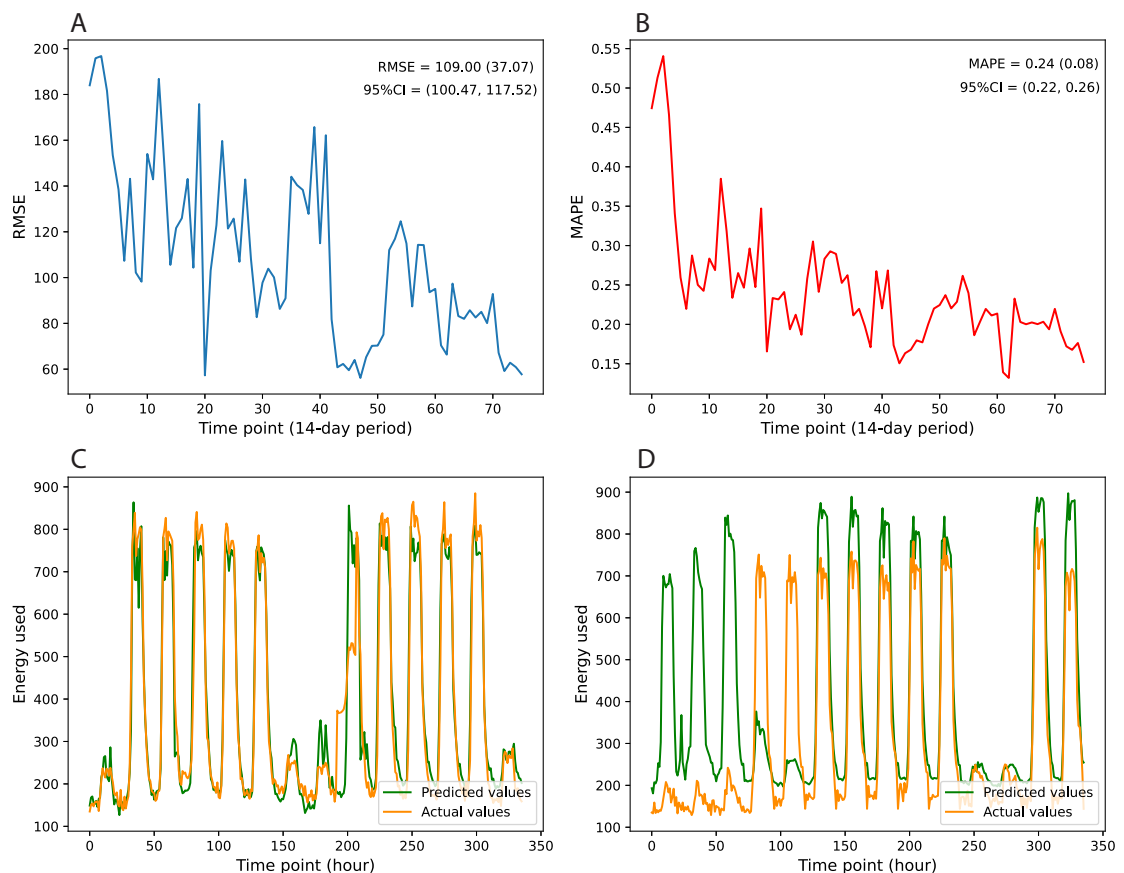 A
200
180
160
140
120
100
80
60
RMSE
RMSE = 109.00 (37.07)
95%CI = (100.47, 117.52)
0 10 20 30 40 50 60 70
Time point (14-day period)
B
0.55
0.50
0.45
0.40
0.35
0.30
0.25
0.20
0.15
MAPE
MAPE = 0.24 (0.08)
95%CI = (0.22, 0.26)
0 10 20 30 40 50 60 70
Time point (14-day period)
C
900
800
700
600
500
400
300
200
100
Energy used
Predicted values
Actual values
0 50 100 150 200 250 300 350
Time point (hour)
D
900
800
700
600
500
400
300
200
100
Energy used
Predicted values
Actual values
0 50 100 150 200 250 300 350
Time point (hour)